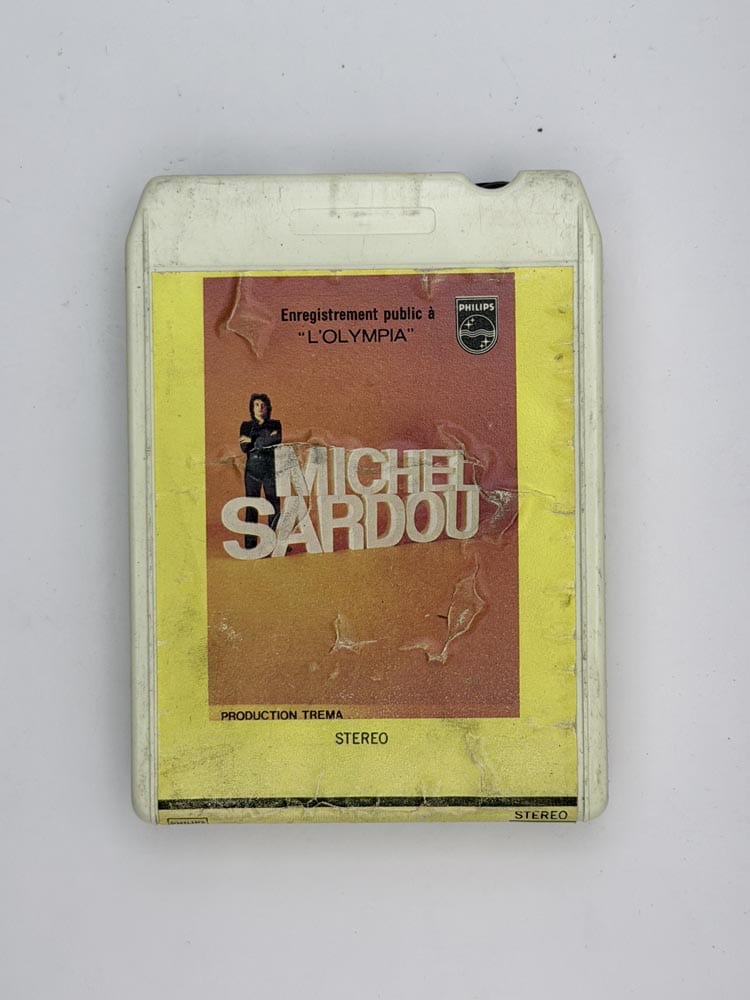 Enregistrement public à
"L'OLYMPIA"
PHILIPS
MICHEL
SARDOU
PRODUCTION TREMA
STEREO
STEREO